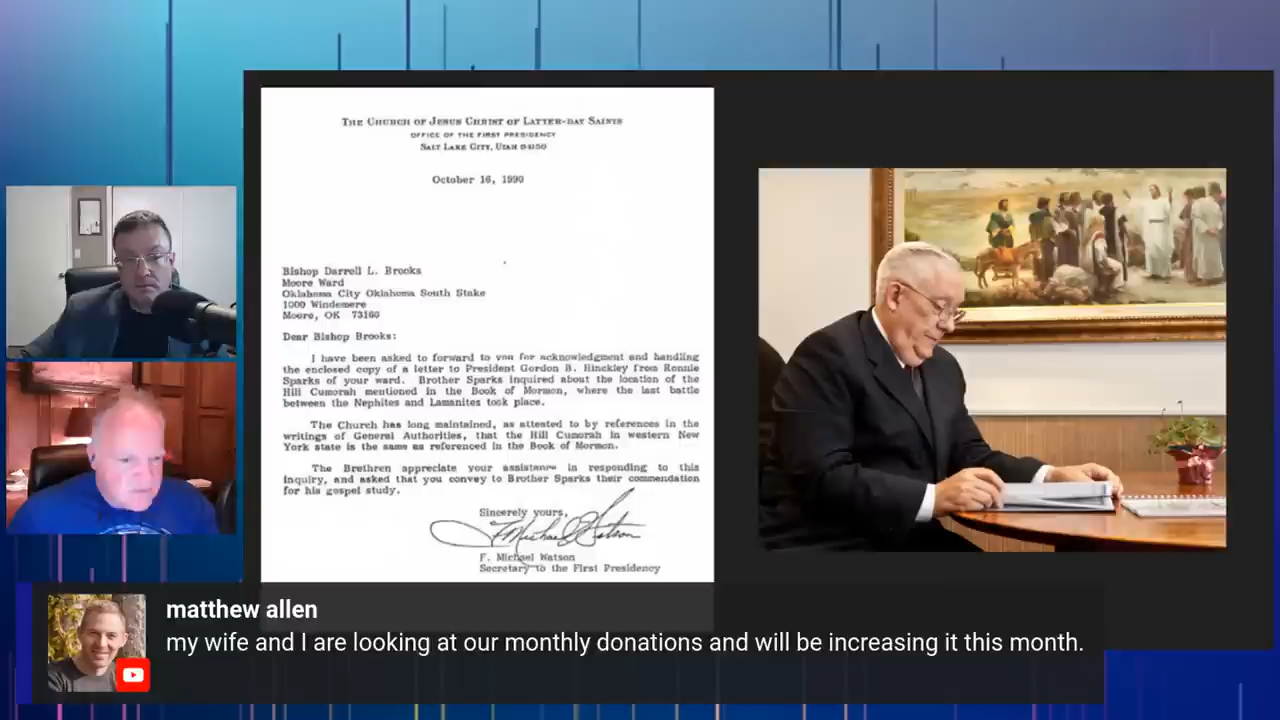 THE CHURCH OF JESUS CHRIST OF LATTER-DAY SAINTS
OFFICE OF THE FIRST PRESIDENCY
SALT LAKE CITY, UTAH 84150
October 16, 1990
Bishop Darrell L. Brooks
Moore Ward
Oklahoma City Oklahoma South Stake
1000 Windemere
Moore, OK 73160
Dear Bishop Brooks:
I have been asked to forward to you for acknowledgment and handling
the enclosed copy of a letter to President Gordon B. Hinckley from Ronnie
Sparks of your ward. Brother Sparks inquired about the location of the
Hill Cumorah mentioned in the Book of Mormon, where the last battle
between the Nephites and Lamanites took place.
The Church has long maintained, as attested to by references in the
writings of General Authorities, that the Hill Cumorah in western New
York state is the same as referenced in the Book of Mormon.
The Brethren appreciate your assistance in responding to this
inquiry, and asked that you convey to Brother Sparks their commendation
for his gospel study.
Sincerely yours,
F. Michael Watson
F. Michael Watson
Secretary to the First Presidency
matthew allen
my wife and I are looking at our monthly donations and will be increasing it this month.